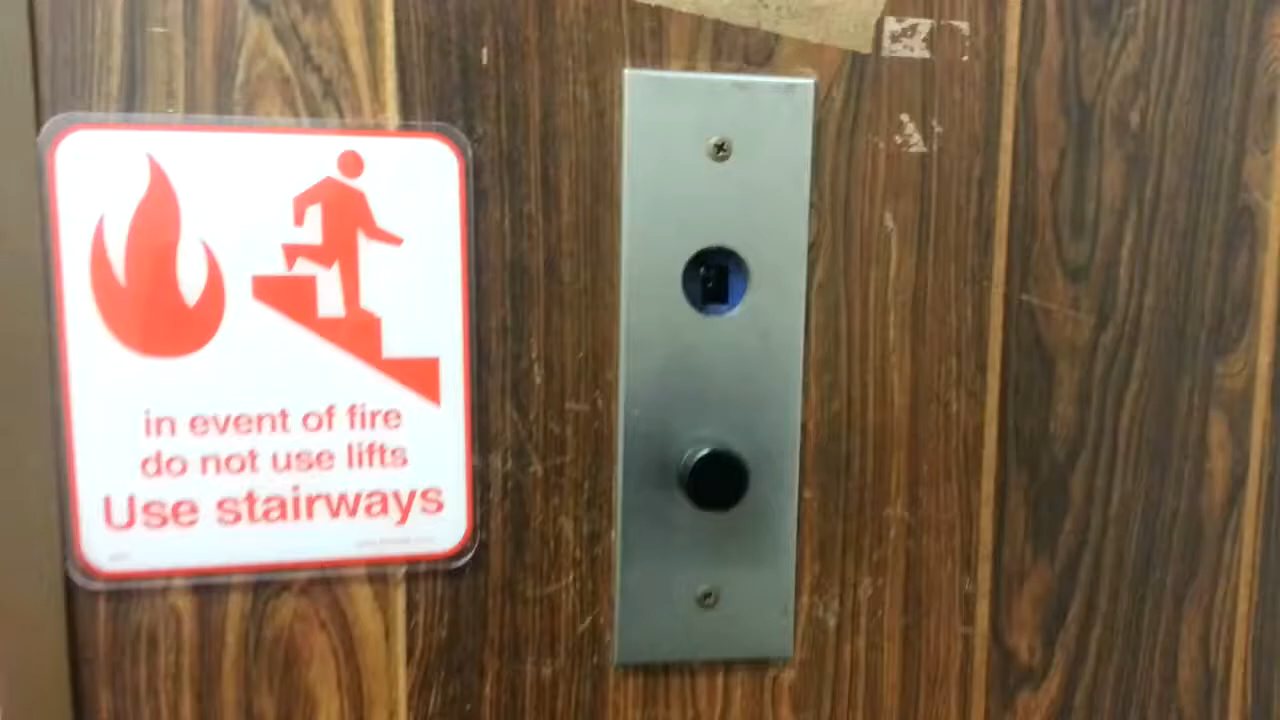 in event of fire
do not use lifts
Use stairways